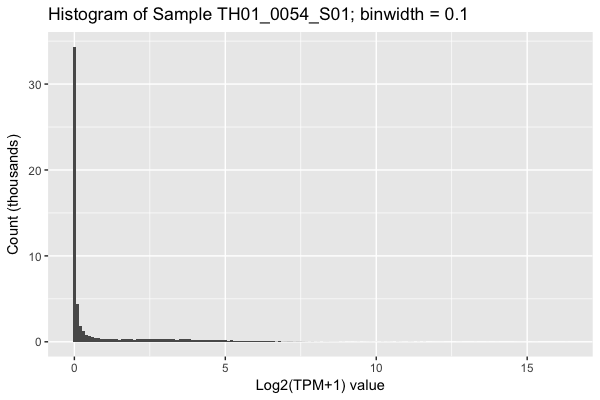 Histogram of Sample TH01_0054_S01; binwidth = 0.1
Count (thousands)
30
20
10
0
0 5 10 15
Log2(TPM+1) value